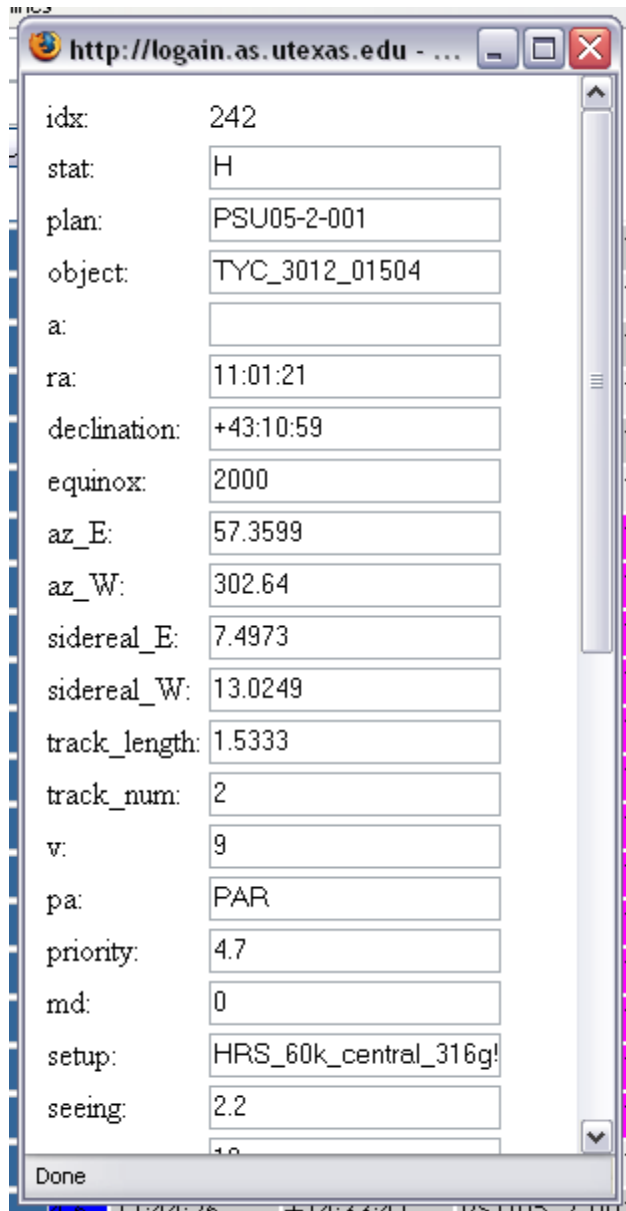 http://logain.as.utexas.edu - ...
idx: 242
stat: H
plan: PSU05-2-001
object: TYC_3012_01504
a:
ra: 11:01:21
declination: +43:10:59
equinox: 2000
az_E: 57.3599
az_W: 302.64
sidereal_E: 7.4973
sidereal_W: 13.0249
track_length: 1.5333
track_num: 2
v: 9
pa: PAR
priority: 4.7
md: 0
setup: HRS_60k_central_316g!
seeing: 2.2
Done